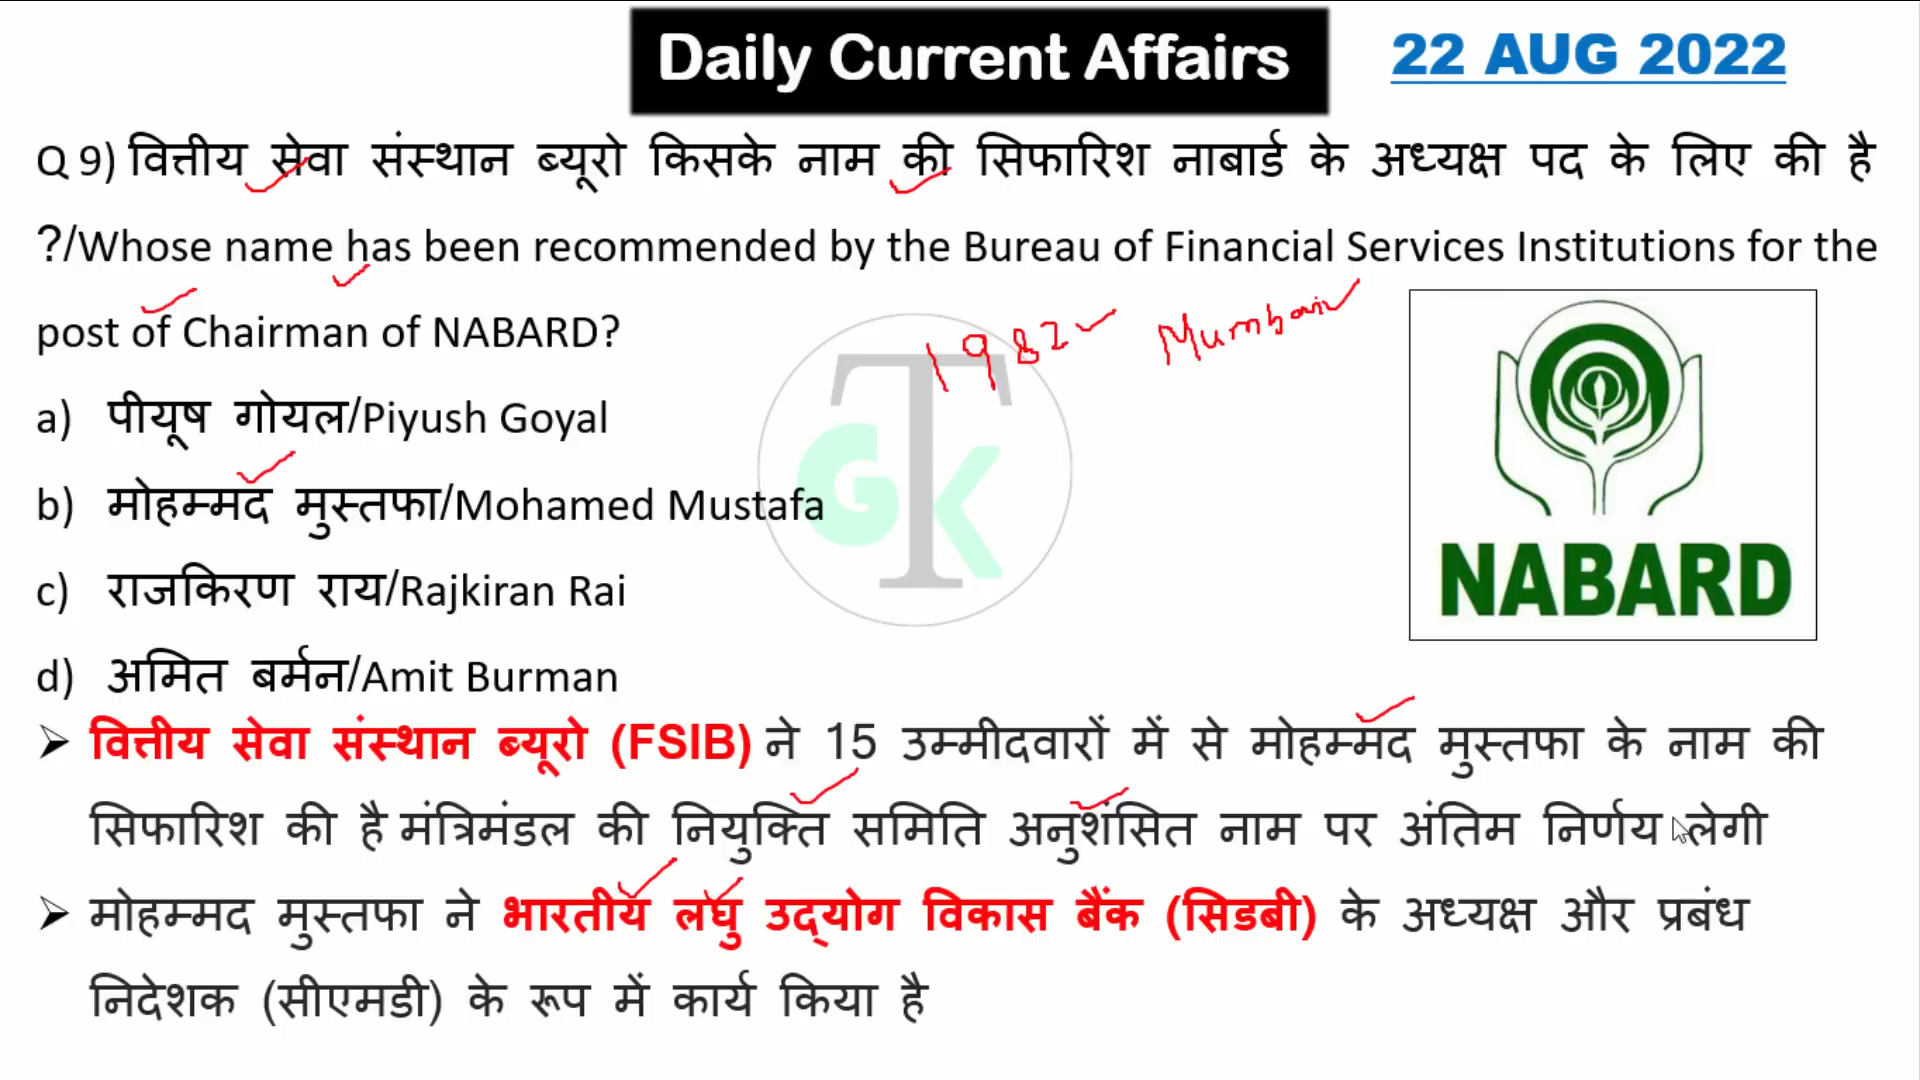 Daily Current Affairs
22 AUG 2022
Q 9) वित्तीय सेवा संस्थान ब्यूरो किसके नाम की सिफारिश नाबार्ड के अध्यक्ष पद के लिए की है
?/Whose name has been recommended by the Bureau of Financial Services Institutions for the
post of Chairman of NABARD?
1982 Mumbai
a) पीयूष गोयल/Piyush Goyal
b) मोहम्मद मुस्तफा/Mohamed Mustafa
c) राजकिरण राय/Rajkiran Rai
d) अमित बर्मन/Amit Burman
TGK
NABARD
➢ वित्तीय सेवा संस्थान ब्यूरो (FSIB) ने 15 उम्मीदवारों में से मोहम्मद मुस्तफा के नाम की
सिफारिश की है मंत्रिमंडल की नियुक्ति समिति अनुशंसित नाम पर अंतिम निर्णय लेगी
➢ मोहम्मद मुस्तफा ने भारतीय लघु उद्योग विकास बैंक (सिडबी) के अध्यक्ष और प्रबंध
निदेशक (सीएमडी) के रूप में कार्य किया है